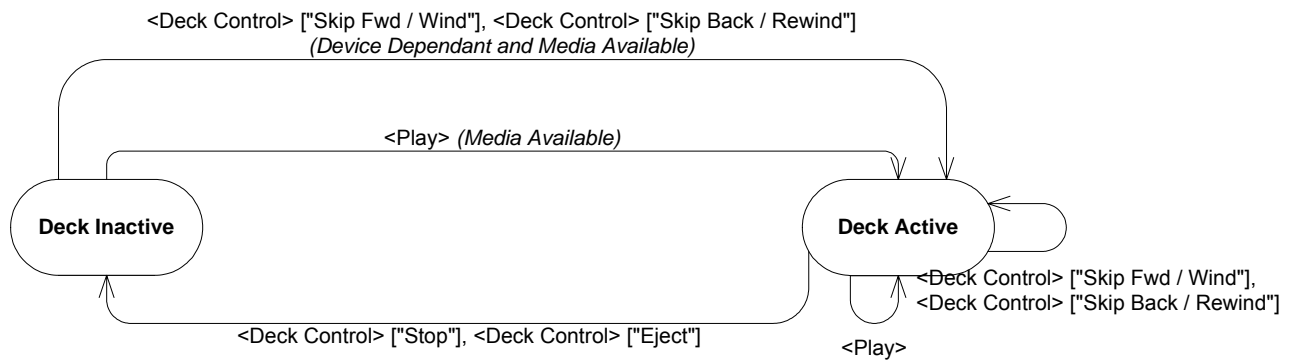 <Deck Control> ["Skip Fwd / Wind"], <Deck Control> ["Skip Back / Rewind"]
(Device Dependant and Media Available)
<Play> (Media Available)
Deck Inactive
Deck Active
<Deck Control> ["Skip Fwd / Wind"],
<Deck Control> ["Skip Back / Rewind"]
<Deck Control> ["Stop"], <Deck Control> ["Eject"]
<Play>